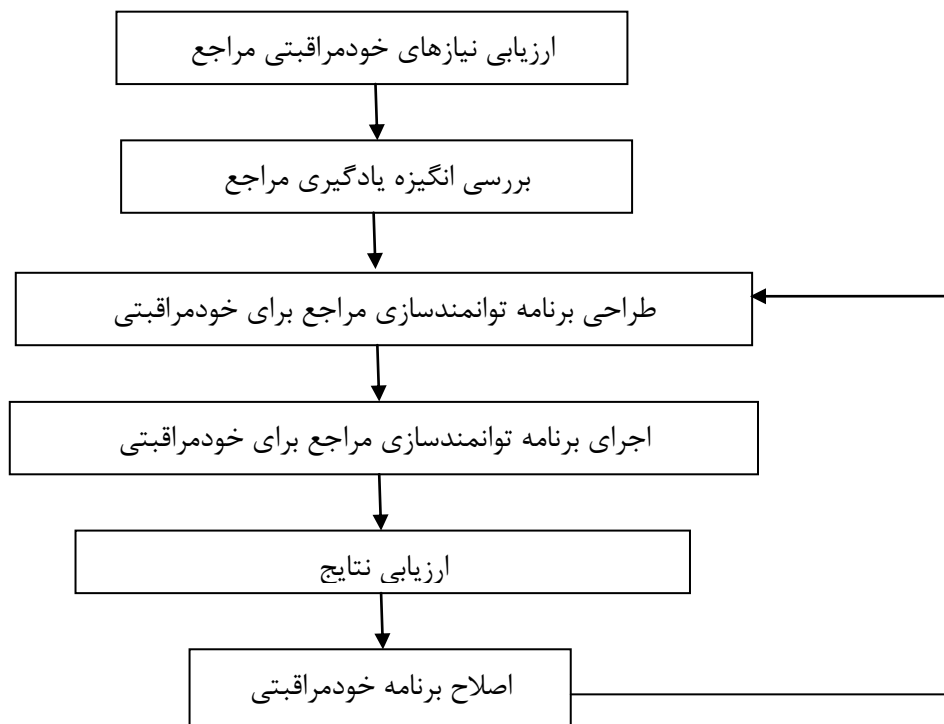 ارزیابی نیازهای خودمراقبتی مراجع
بررسی انگیزه یادگیری مراجع
طراحی برنامه توانمندسازی مراجع برای خودمراقبتی
اجرای برنامه توانمندسازی مراجع برای خودمراقبتی
ارزیابی نتایج
اصلاح برنامه خودمراقبتی